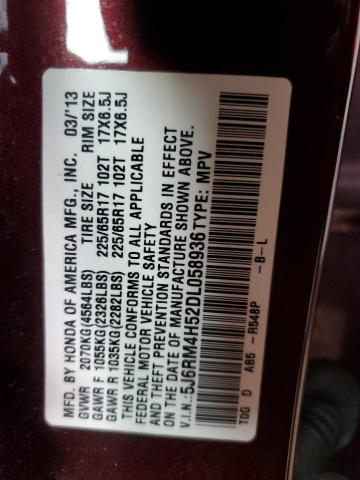 MFD. BY HONDA OF AMERICA MFG., INC. 03/'13
GVWR 2070KG(4564LBS) TIRE SIZE RIM SIZE
GAWR F 1055KG(2326LBS) 225/65R17 102T 17X6.5J
GAWR R 1035KG(2282LBS) 225/65R17 102T 17X6.5J
THIS VEHICLE CONFORMS TO ALL APPLICABLE
FEDERAL MOTOR VEHICLE SAFETY AND
THEFT PREVENTION STANDARDS IN EFFECT
ON THE DATE OF MANUFACTURE SHOWN ABOVE.
V.I.N.:5J6RM4H52DL058936 TYPE: MPV
T0G D A85 - R548P -B-L